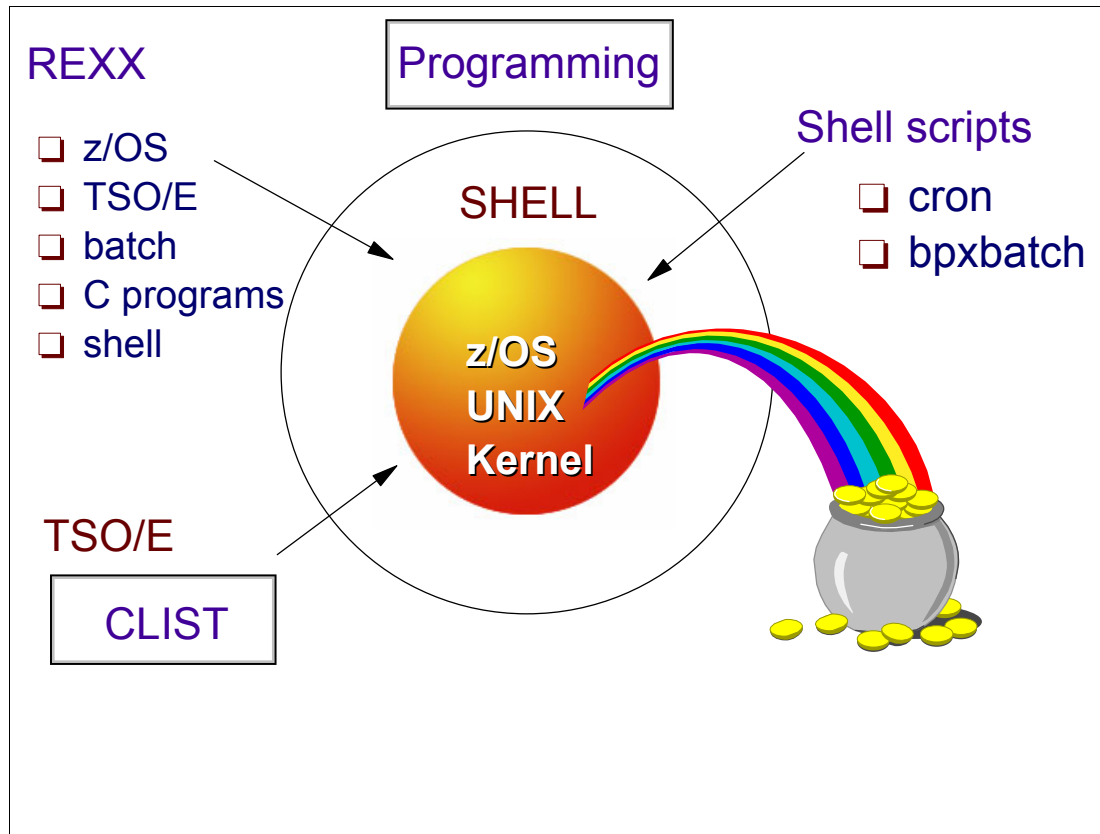 Programming
REXX
z/OS
TSO/E
batch
C programs
shell
Shell scripts
cron
bpxbatch
SHELL
z/OS
UNIX
Kernel
TSO/E
CLIST